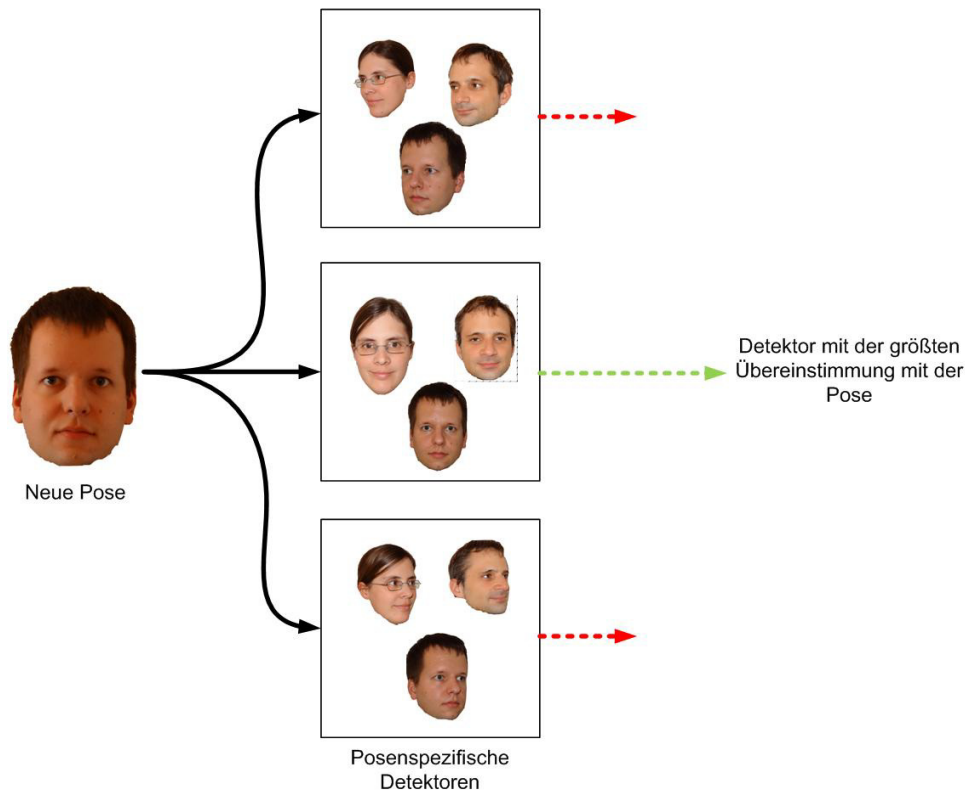 Neue Pose
Detektor mit der größten
Übereinstimmung mit der
Pose
Posenspezifische
Detektoren